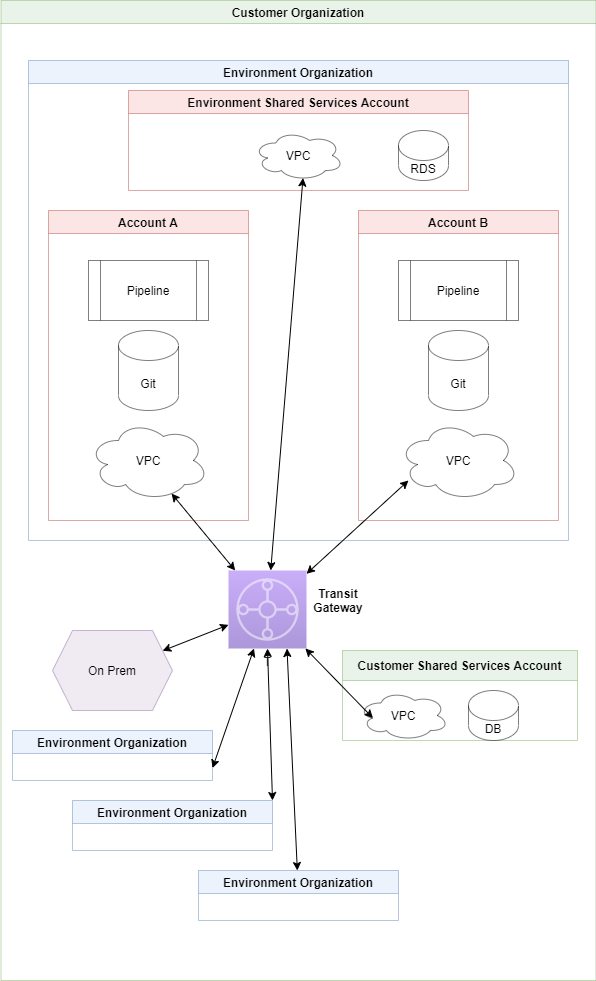 Customer Organization
Environment Organization
Environment Shared Services Account
VPC
RDS
Account A
Account B
Pipeline
Pipeline
Git
Git
VPC
VPC
Transit
Gateway
On Prem
Customer Shared Services Account
VPC
DB
Environment Organization
Environment Organization
Environment Organization